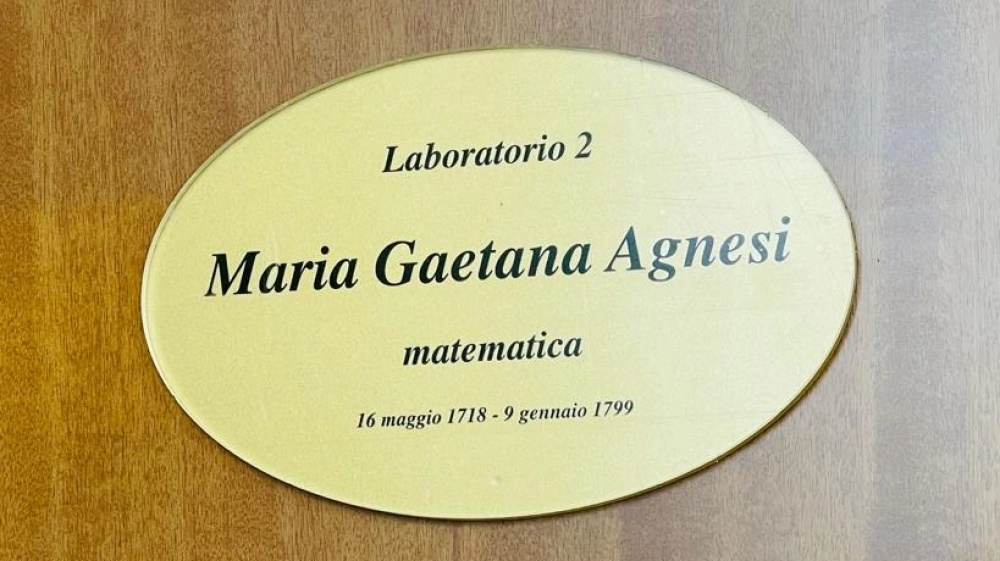 Laboratorio 2
Maria Gaetana Agnesi
matematica
16 maggio 1718 - 9 gennaio 1799